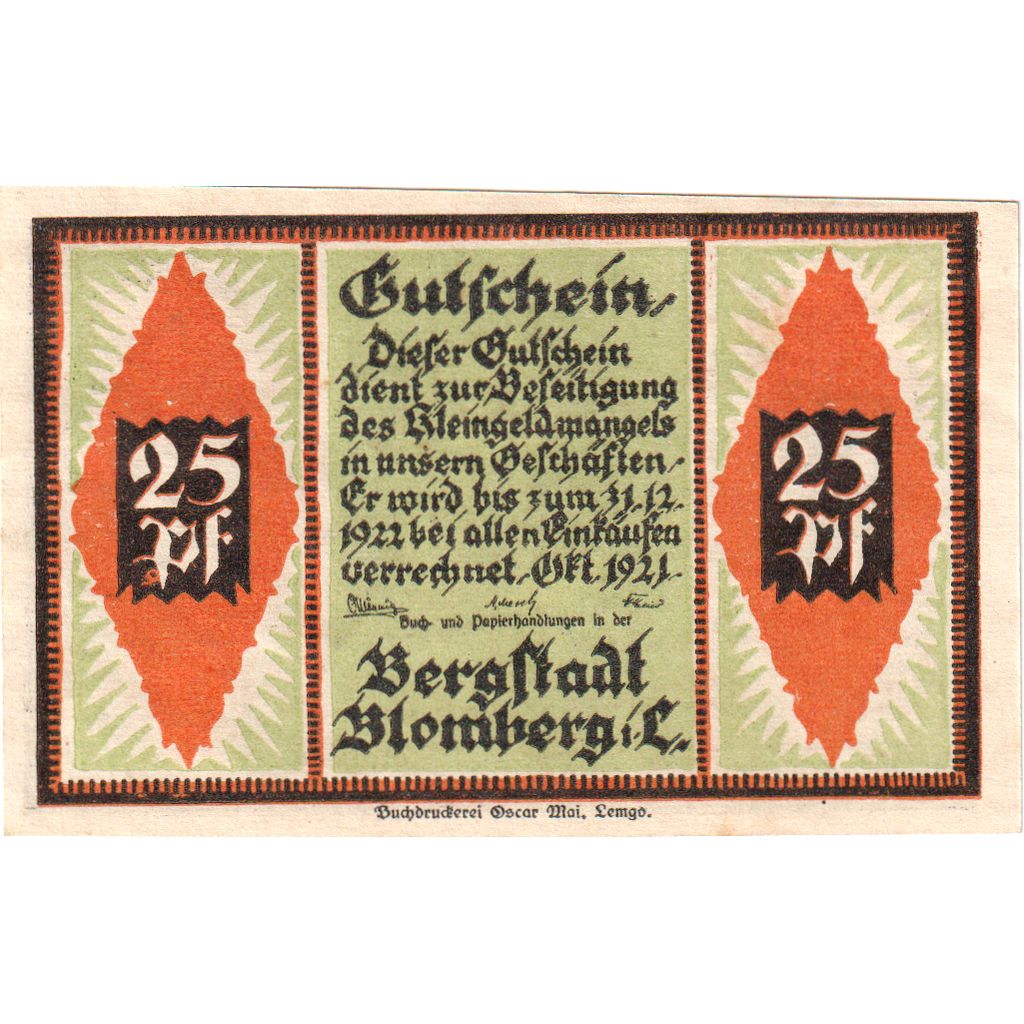 25
Pf
Gutschein.
Dieser Gutschein
dient zur Beseitigung
des Kleingeldmangels
in unsern Geschäften.
Er wird bis zum 31.12.
1922 bei allen Einkäufen
verrechnet. Okt. 1921.
Buch- und Papierhandlungen in der
Bergstadt
Blomberg i. L.
25
Pf
Buchdruckerei Oscar Mai, Lemgo.